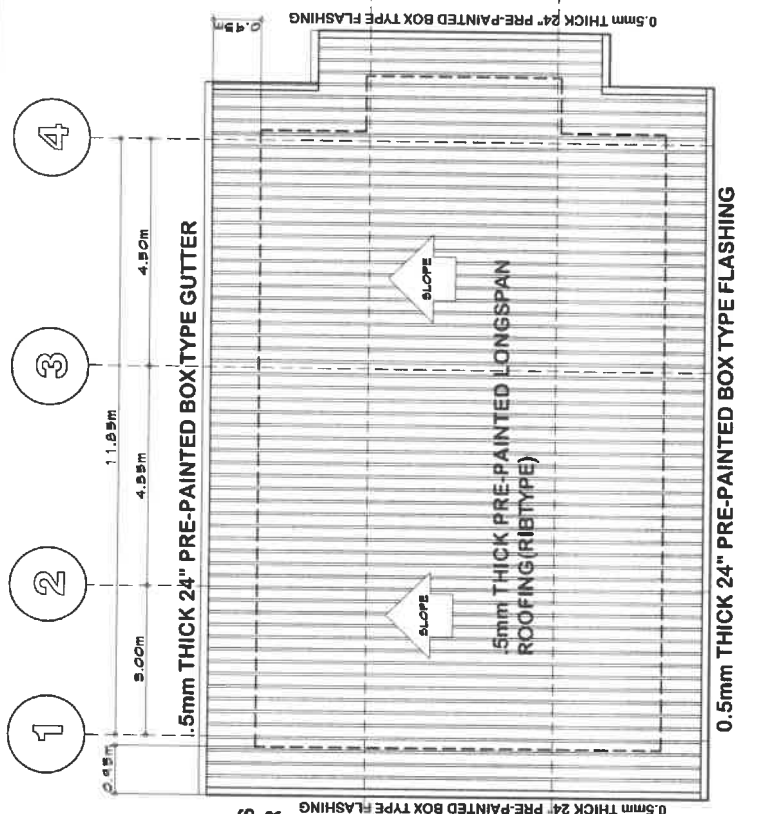 0.5mm THICK 24" PRE-PAINTED BOX TYPE FLASHING
4
3
2
1
11.85m
4.50m
4.35m
3.00m
0.95m
.5mm THICK 24" PRE-PAINTED BOX TYPE GUTTER
SLOPE
SLOPE
.5mm THICK PRE-PAINTED LONGSPAN
ROOFING(RIBTYPE)
0.5mm THICK 24" PRE-PAINTED BOX TYPE FLASHING
0.5mm THICK 24" PRE-PAINTED BOX TYPE FLASHING